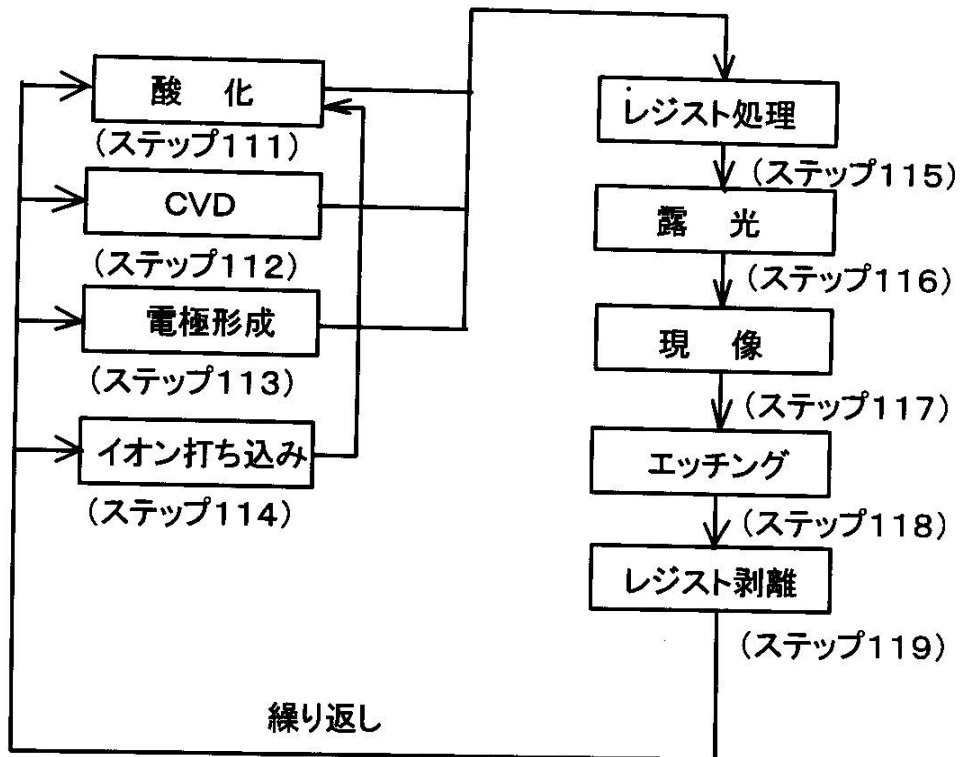 酸 化
(ステップ111)
CVD
(ステップ112)
電極形成
(ステップ113)
イオン打ち込み
(ステップ114)
レジスト処理
(ステップ115)
露 光
(ステップ116)
現 像
(ステップ117)
エッチング
(ステップ118)
レジスト剥離
(ステップ119)
繰り返し